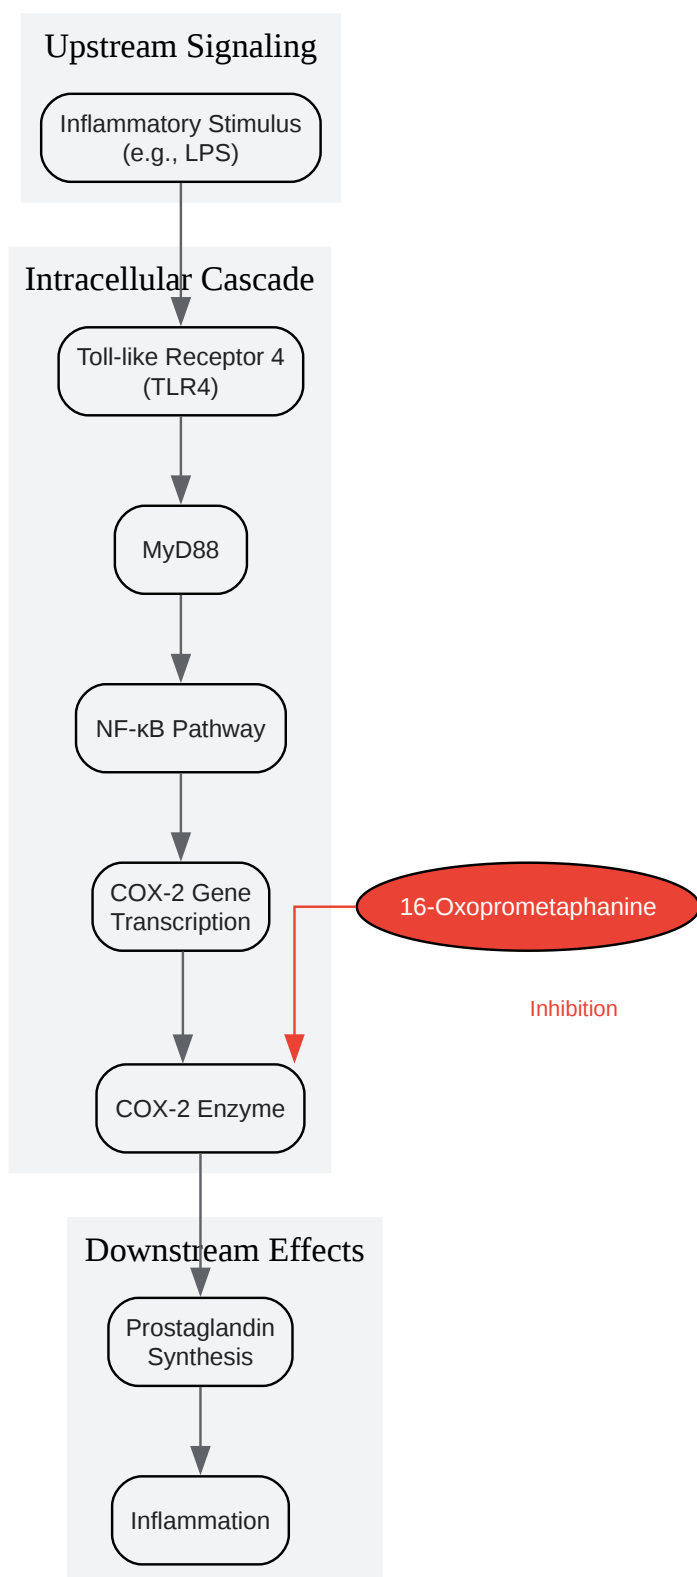 Upstream Signaling
Inflammatory Stimulus
(e.g., LPS)
Intracellular Cascade
Toll-like Receptor 4
(TLR4)
MyD88
NF-κB Pathway
COX-2 Gene
Transcription
16-Oxoprometaphanine
Inhibition
COX-2 Enzyme
Downstream Effects
Prostaglandin
Synthesis
Inflammation